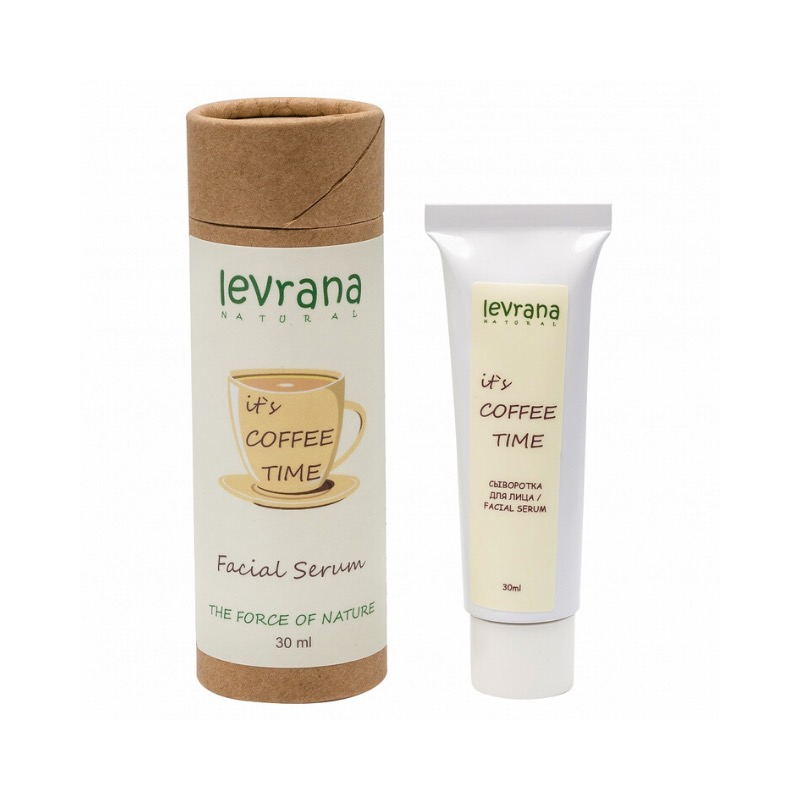 levrana
NATURAL
it's
COFFEE
TIME
Facial Serum
THE FORCE OF NATURE
30 ml
levrana
NATURAL
it's
COFFEE
TIME
СЫВОРОТКА
ДЛЯ ЛИЦА /
FACIAL SERUM
30ml